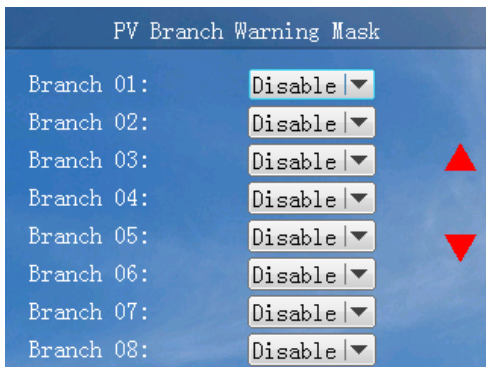 PV Branch Warning Mask
Branch 01: Disable
Branch 02: Disable
Branch 03: Disable
Branch 04: Disable
Branch 05: Disable
Branch 06: Disable
Branch 07: Disable
Branch 08: Disable